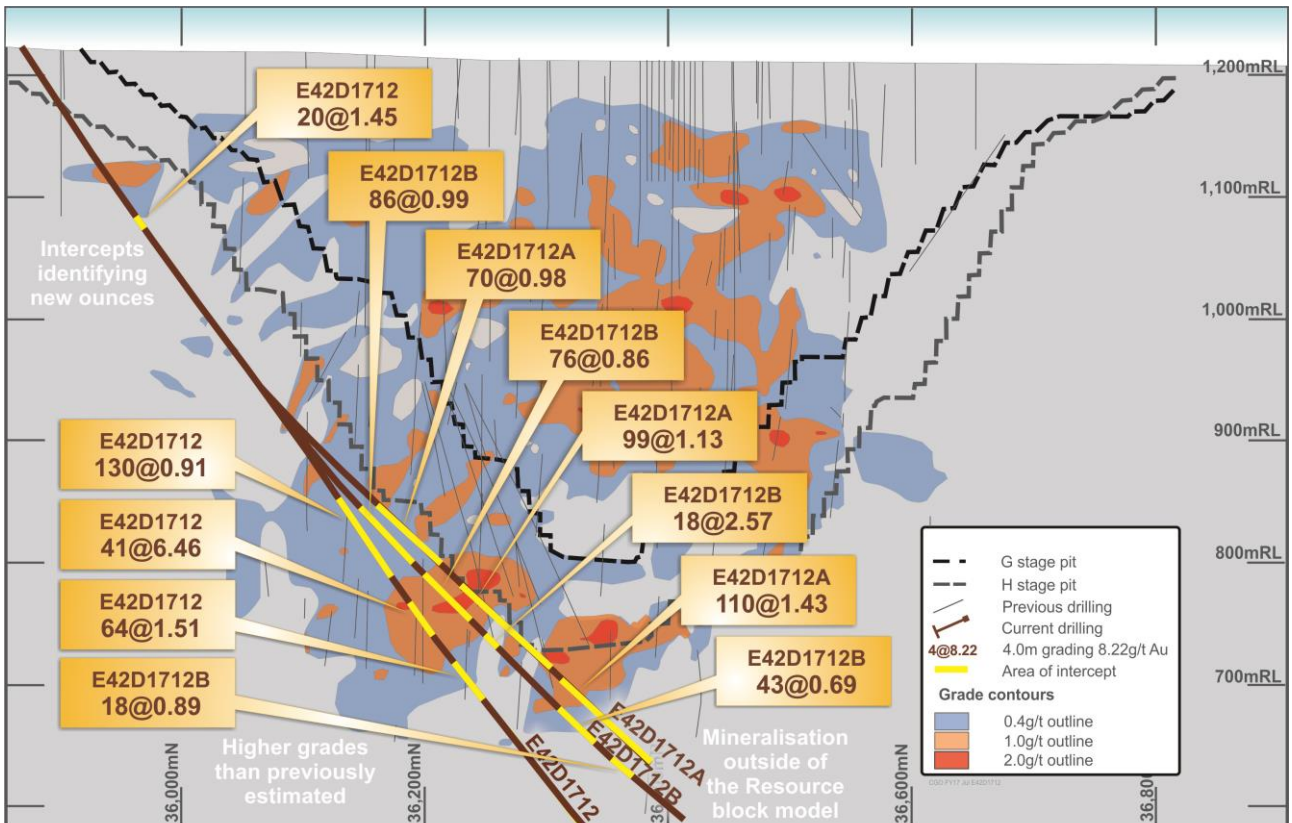 1,200mRL
E42D1712
20@1.45
E42D1712B
86@0.99
1,100mRL
Intercepts
identifying
new ounces
E42D1712A
70@0.98
1,000mRL
E42D1712B
76@0.86
E42D1712A
99@1.13
900mRL
E42D1712
130@0.91
E42D1712B
18@2.57
E42D1712
41@6.46
800mRL
E42D1712A
110@1.43
E42D1712
64@1.51
E42D1712B
43@0.69
700mRL
E42D1712B
18@0.89
G stage pit
H stage pit
Previous drilling
Current drilling
4@8.22 4.0m grading 8.22g/t Au
Area of intercept
Grade contours
0.4g/t outline
1.0g/t outline
2.0g/t outline
Higher grades
than previously
estimated
Mineralisation
outside of
the Resource
block model
E42D1712
E42D1712B
E42D1712A
36,000mN
36,200mN
36,600mN